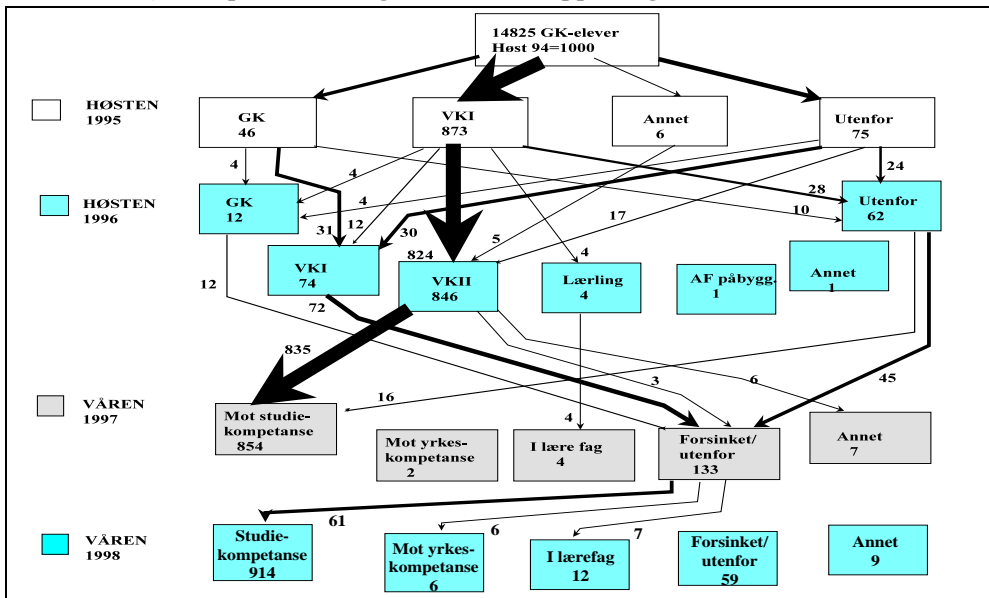 14825 GK-elever
Høst 94=1000
HØSTEN
1995
GK
46
VKI
873
Annet
6
Utenfor
75
4
4
4
24
28
HØSTEN
1996
GK
12
31
12
30
5
17
4
10
Utenfor
62
824
VKI
74
VKII
846
Lærling
4
AF påbygg.
1
Annet
1
12
72
835
3
6
45
16
4
VÅREN
1997
Mot studie-
kompetanse
854
Mot yrkes-
kompetanse
2
I lære fag
4
Forsinket/
utenfor
133
Annet
7
61
6
7
VÅREN
1998
Studie-
kompetanse
914
Mot yrkes-
kompetanse
6
I lærefag
12
Forsinket/
utenfor
59
Annet
9